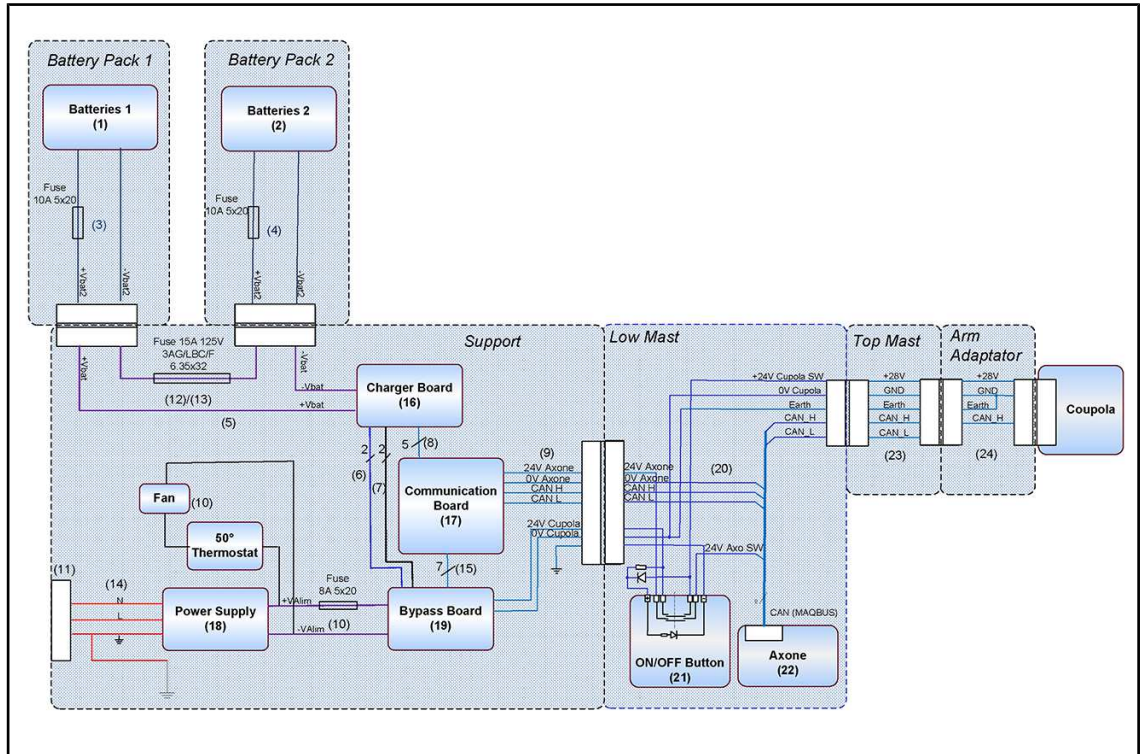 Battery Pack 1
Batteries 1
(1)
Fuse
10A 5x20
(3)
+Vbat2
-Vbat2
Battery Pack 2
Batteries 2
(2)
Fuse
10A 5x20
(4)
+Vbat2
-Vbat2
Support
+Vbat
Fuse 15A 125V
3AG/LBC/F
6.35x32
(12)/(13)
-Vbat
-Vbat
+Vbat
(5)
Charger Board
(16)
2
2
(6)
(7)
5
(8)
Communication
Board
(17)
7
(15)
(9)
24V Axone
0V Axone
CAN H
CAN L
24V Cupola
0V Cupola
Fan
(10)
50°
Thermostat
(11)
(14)
N
L
Power Supply
(18)
+VAlim
-VAlim
Fuse
8A 5x20
(10)
Bypass Board
(19)
Low Mast
+24V Cupola SW
0V Cupola
Earth
CAN_H
CAN_L
24V Axone
0V Axone
CAN H
CAN L
(20)
24V Axo SW
ON/OFF Button
(21)
CAN (MAQBUS)
Axone
(22)
Top Mast
+28V
GND
Earth
CAN_H
CAN_L
(23)
Arm
Adaptator
+28V
GND
Earth
CAN_H
(24)
Coupola